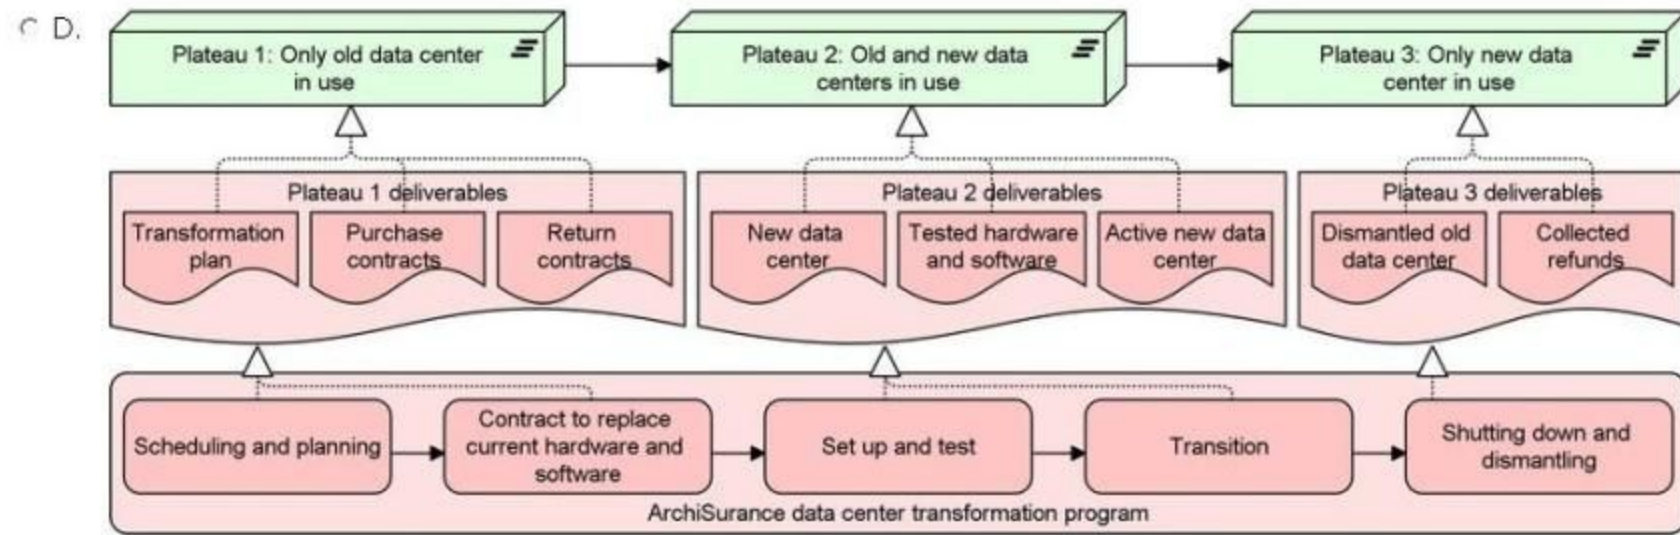 D.
Plateau 1: Only old data center
in use
Plateau 2: Old and new data
centers in use
Plateau 3: Only new data
center in use
Plateau 1 deliverables
Transformation
plan
Purchase
contracts
Return
contracts
Plateau 2 deliverables
New data
center
Tested hardware
and software
Active new data
center
Plateau 3 deliverables
Dismantled old
data center
Collected
refunds
Scheduling and planning
Contract to replace
current hardware and
software
Set up and test
Transition
Shutting down and
dismantling
ArchiSurance data center transformation program